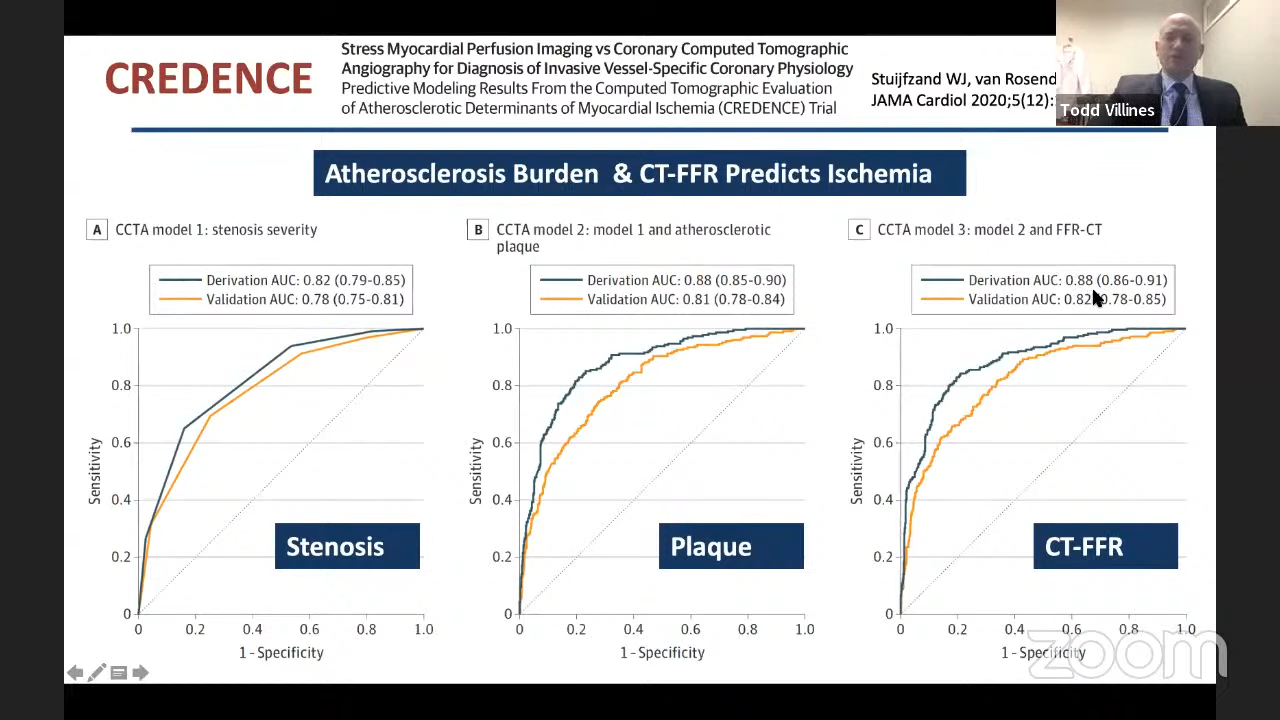 CREDENCE
Stress Myocardial Perfusion Imaging vs Coronary Computed Tomographic
Angiography for Diagnosis of Invasive Vessel-Specific Coronary Physiology
Predictive Modeling Results From the Computed Tomographic Evaluation
of Atherosclerotic Determinants of Myocardial Ischemia (CREDENCE) Trial
Stuijfzand WJ, van Rosend
JAMA Cardiol 2020;5(12):
Todd Villines
Atherosclerosis Burden & CT-FFR Predicts Ischemia
A CCTA model 1: stenosis severity
Derivation AUC: 0.82 (0.79-0.85)
Validation AUC: 0.78 (0.75-0.81)
1.0
0.8
0.6
0.4
0.2
0
Sensitivity
Stenosis
0 0.2 0.4 0.6 0.8 1.0
1 - Specificity
B CCTA model 2: model 1 and atherosclerotic
plaque
Derivation AUC: 0.88 (0.85-0.90)
Validation AUC: 0.81 (0.78-0.84)
1.0
0.8
0.6
0.4
0.2
0
Sensitivity
Plaque
0 0.2 0.4 0.6 0.8 1.0
1 - Specificity
C CCTA model 3: model 2 and FFR-CT
Derivation AUC: 0.88 (0.86-0.91)
Validation AUC: 0.82 0.78-0.85)
1.0
0.8
0.6
0.4
0.2
0
Sensitivity
CT-FFR
0 0.2 0.4 0.6 0.8 1.0
1 - Specificity
zoom